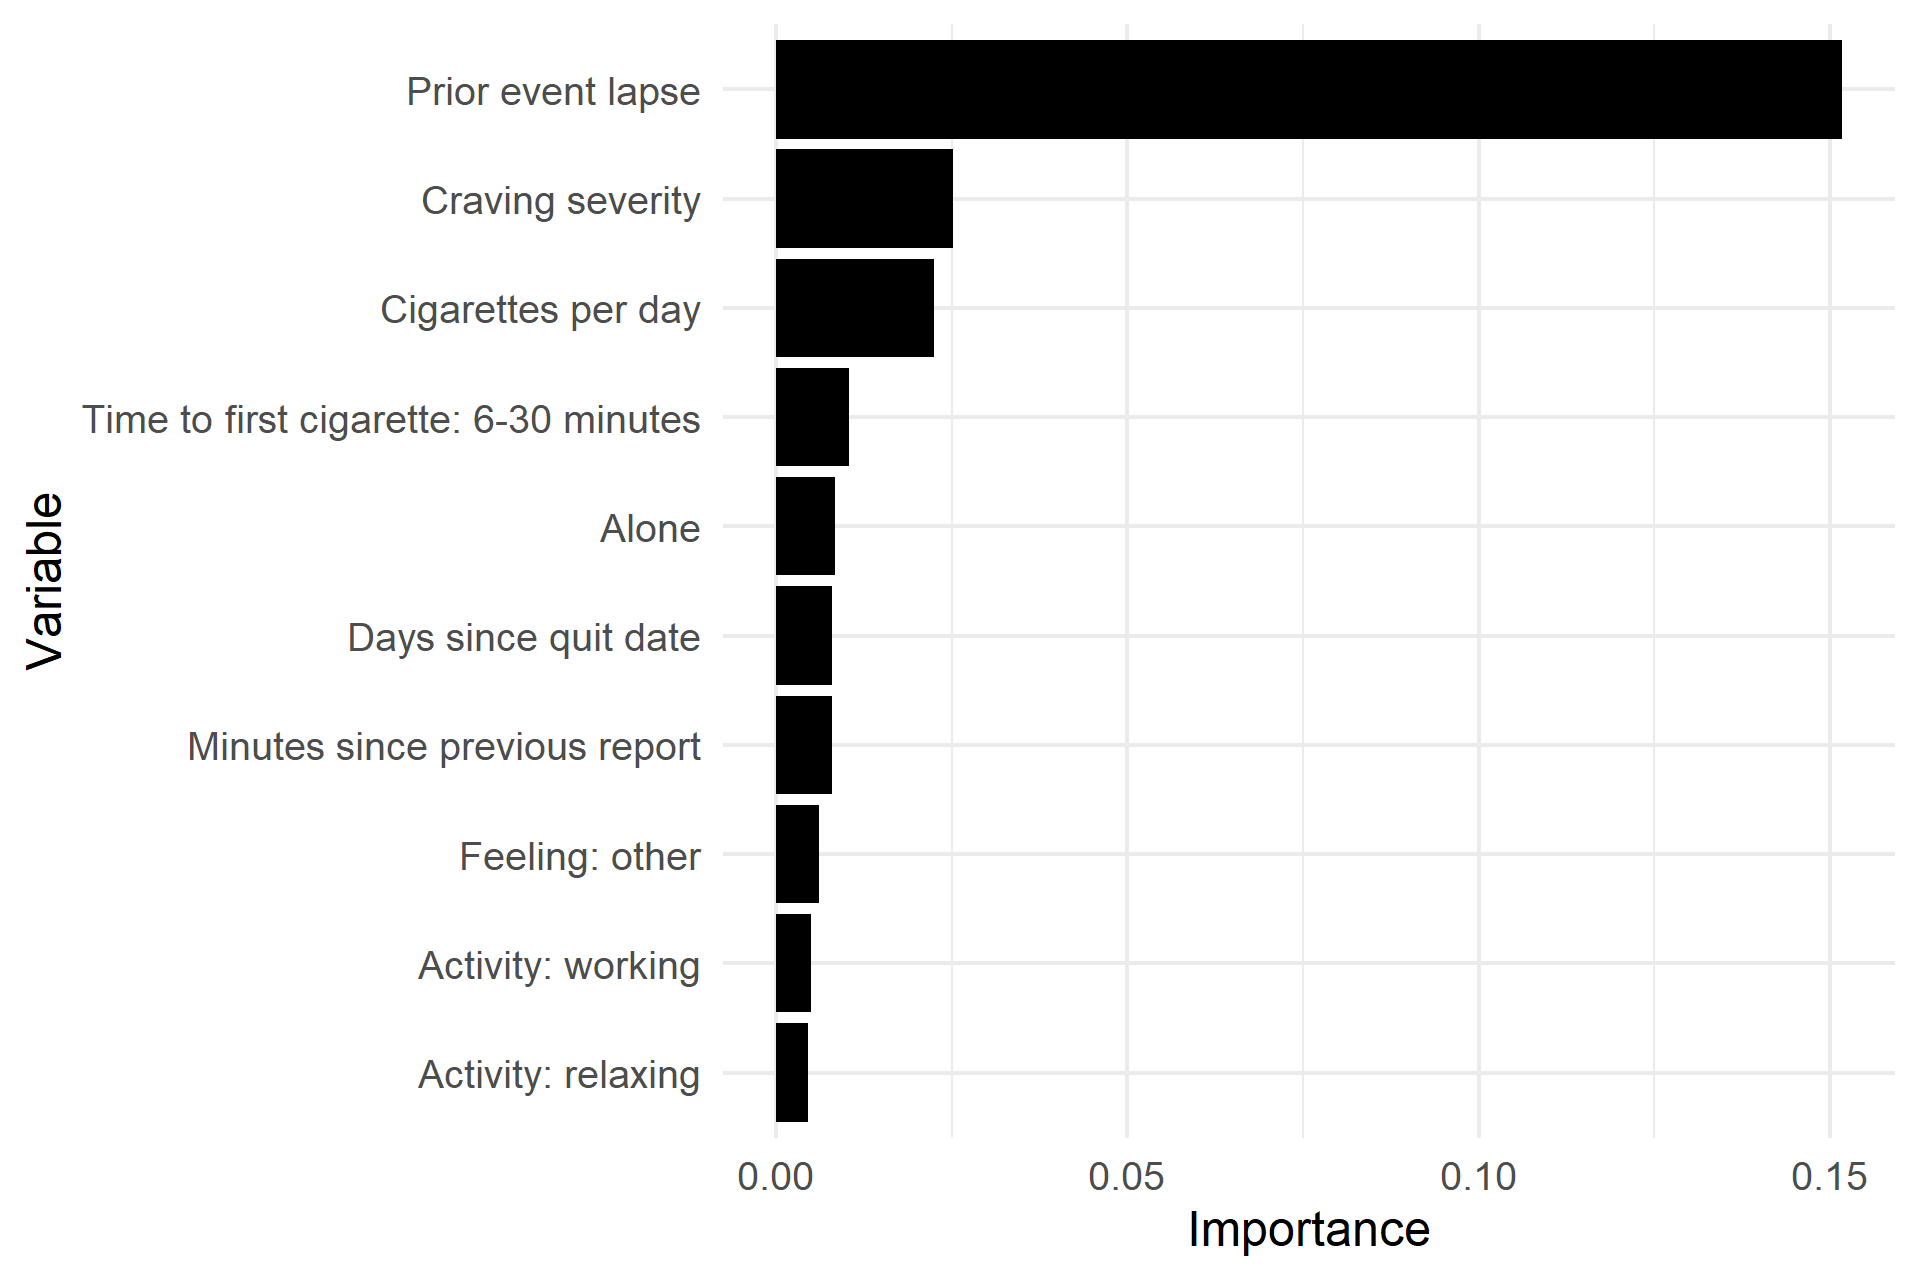 Prior event lapse
Craving severity
Cigarettes per day
Time to first cigarette: 6-30 minutes
Alone
Days since quit date
Minutes since previous report
Feeling: other
Activity: working
Activity: relaxing
Variable
0.00 0.05 0.10 0.15
Importance